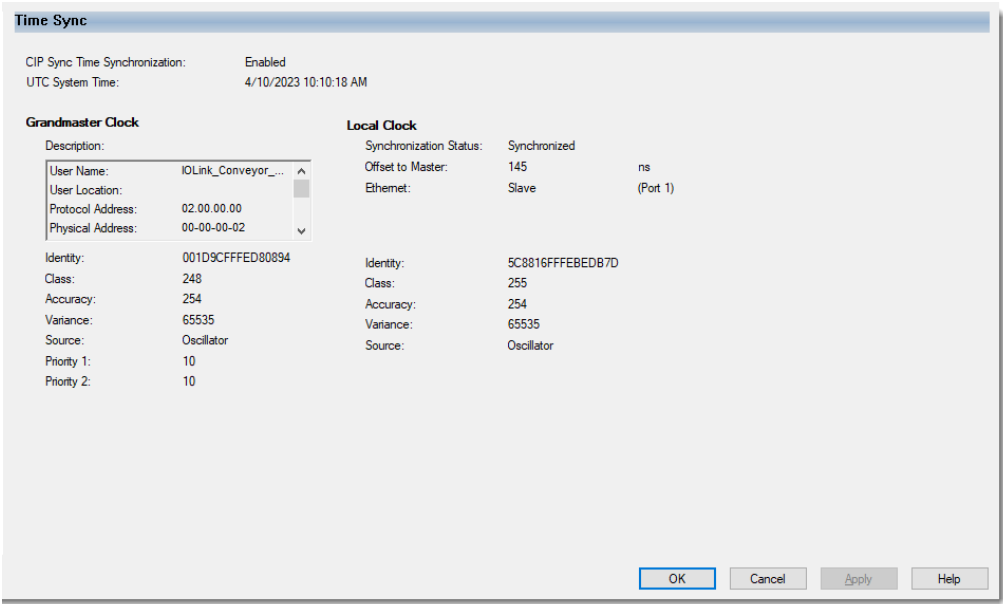 Time Sync
CIP Sync Time Synchronization: Enabled
UTC System Time: 4/10/2023 10:10:18 AM
Grandmaster Clock
Description:
User Name: IOLink_Conveyor_...
User Location:
Protocol Address: 02.00.00.00
Physical Address: 00-00-00-02
Identity: 001D9CFFFED80894
Class: 248
Accuracy: 254
Variance: 65535
Source: Oscillator
Priority 1: 10
Priority 2: 10
Local Clock
Synchronization Status: Synchronized
Offset to Master: 145 ns
Ethernet: Slave (Port 1)
Identity: 5C8816FFFEBEDB7D
Class: 255
Accuracy: 254
Variance: 65535
Source: Oscillator
OK Cancel Apply Help